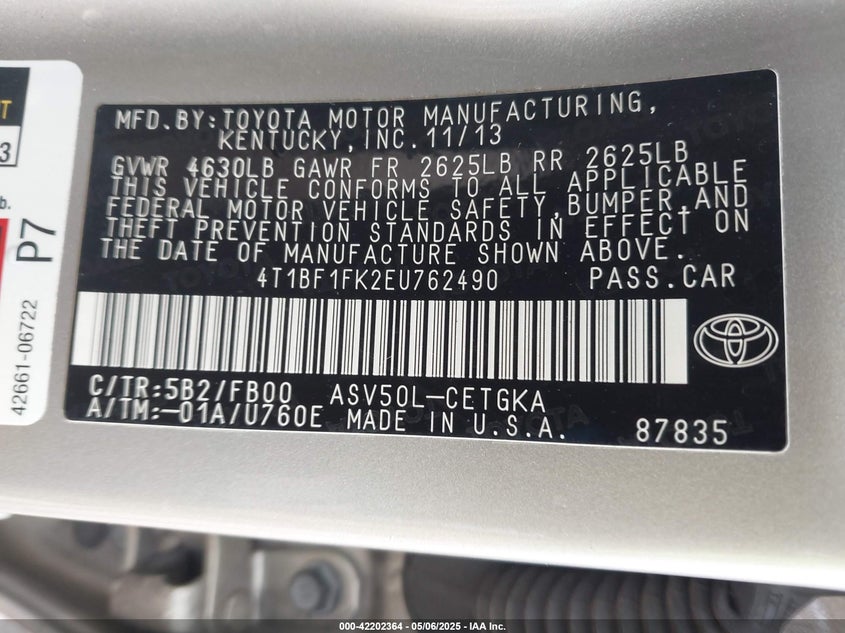 MFD.BY:TOYOTA MOTOR MANUFACTURING,
KENTUCKY,INC.11/13
GVWR 4630LB GAWR FR 2625LB RR 2625LB
THIS VEHICLE CONFORMS TO ALL APPLICABLE
FEDERAL MOTOR VEHICLE SAFETY,BUMPER,AND
THEFT PREVENTION STANDARDS IN EFFECT ON
THE DATE OF MANUFACTURE SHOWN ABOVE.
4T1BF1FK2EU762490 PASS.CAR
C/TR:5B2/FB00 ASV50L-CETGKA
A/TM:-01A/U760E MADE IN U.S.A. 87835
P7
42661-06722
000-42202364 | 05/06/2025 - IAA Inc.